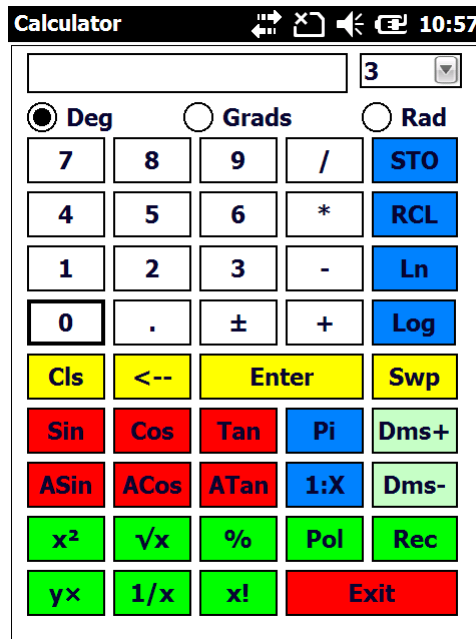 Calculator 10:57
3
Deg Grads Rad
7 8 9 / STO
4 5 6 * RCL
1 2 3 - Ln
0 . ± + Log
Cls <-- Enter Swp
Sin Cos Tan Pi Dms+
ASin ACos ATan 1:X Dms-
x² √x % Pol Rec
y× 1/x x! Exit